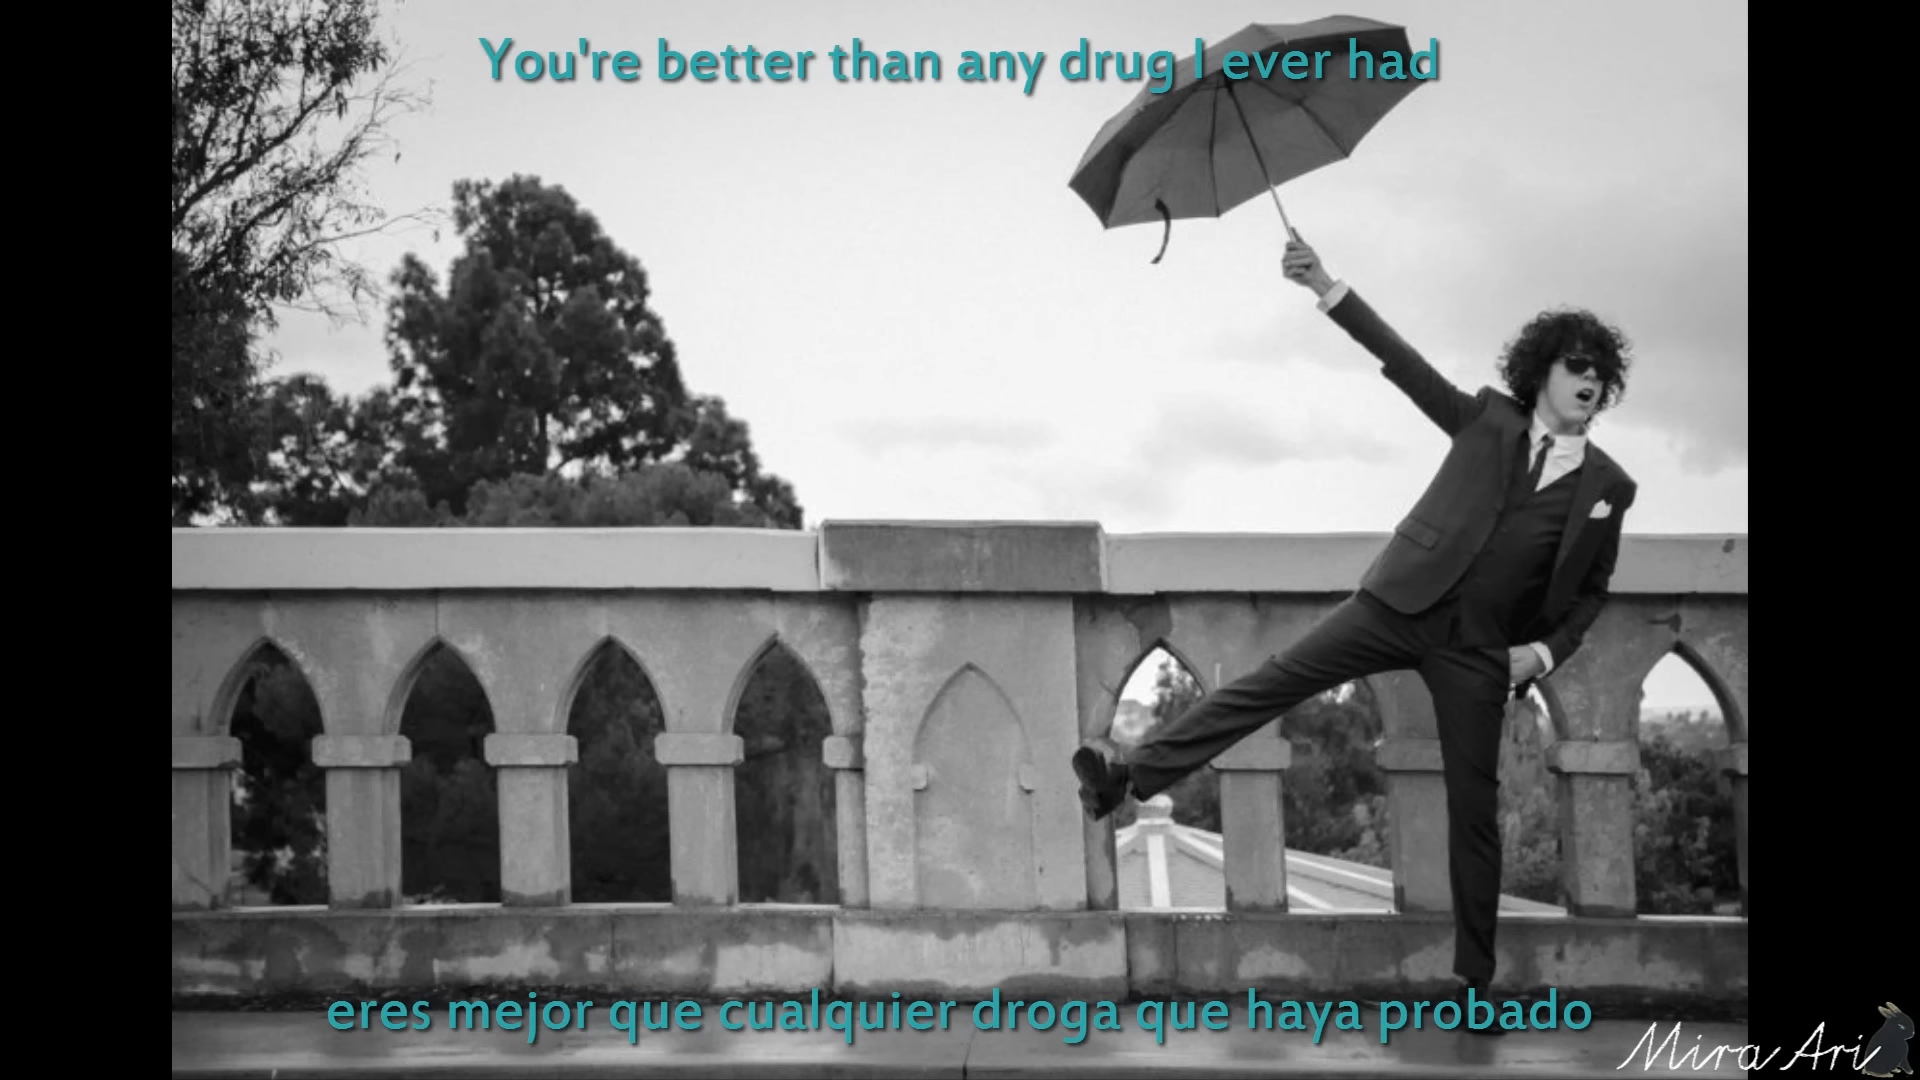 You're better than any drug I ever had
eres mejor que cualquier droga que haya probado
Mira Ari